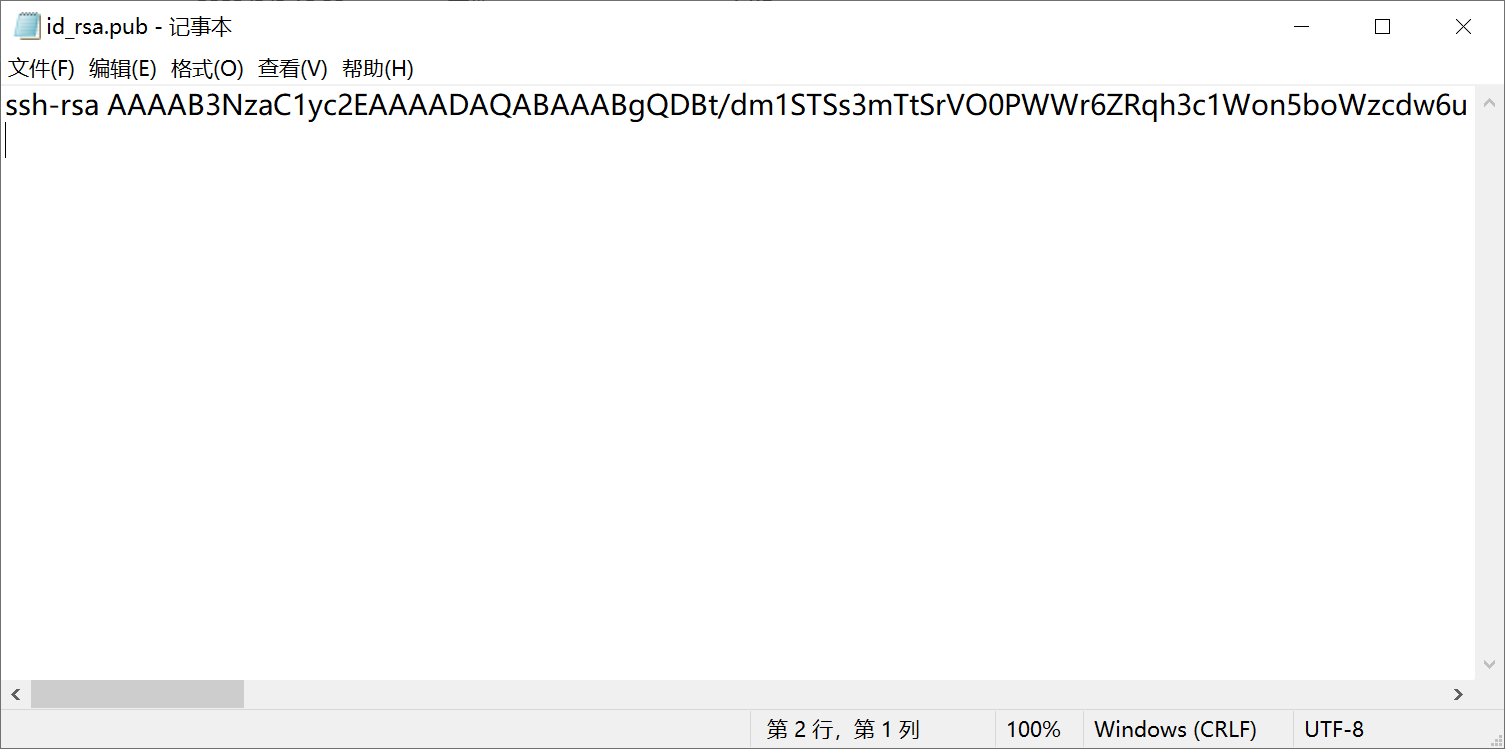 id_rsa.pub - 记事本
文件(F) 编辑(E) 格式(O) 查看(V) 帮助(H)
ssh-rsa AAAAB3NzaC1yc2EAAAADAQABAAABgQDBt/dm1STSs3mTtSrVO0PWWr6ZRqh3c1Won5boWzcdw6u
第 2 行，第 1 列 100% Windows (CRLF) UTF-8